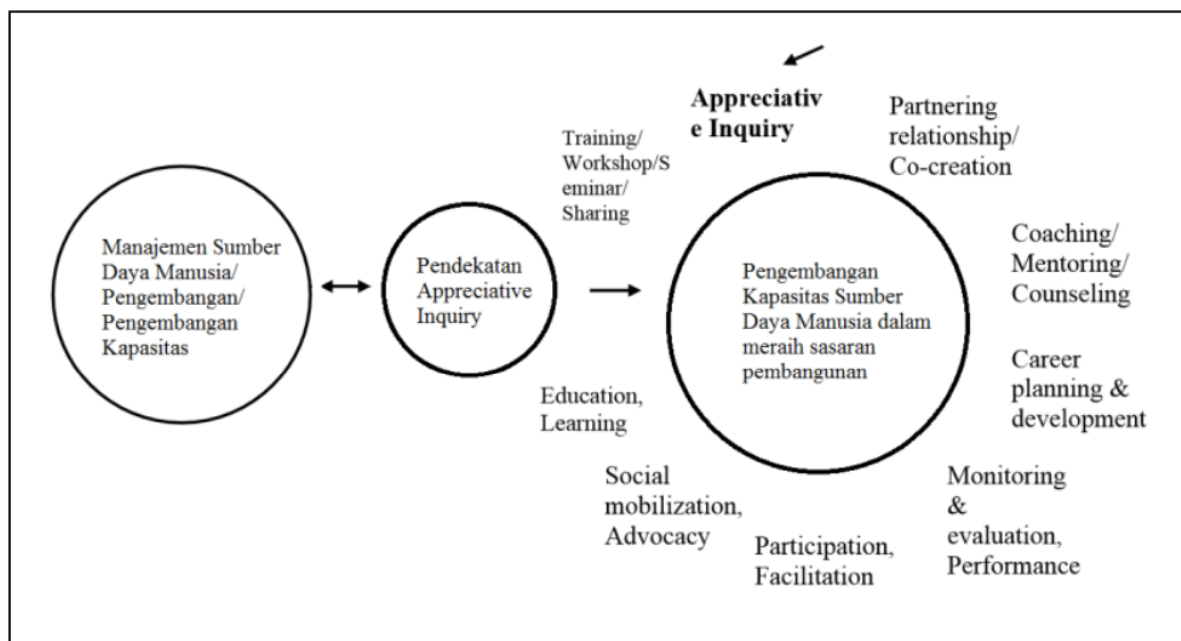 Manajemen Sumber
Daya Manusia/
Pengembangan/
Pengembangan
Kapasitas
Pendekatan
Appreciative
Inquiry
Training/
Workshop/S
eminar/
Sharing
Appreciativ
e Inquiry
Partnering
relationship/
Co-creation
Coaching/
Mentoring/
Counseling
Career
planning &
development
Monitoring
&
evaluation,
Performance
Participation,
Facilitation
Social
mobilization,
Advocacy
Education,
Learning
Pengembangan
Kapasitas Sumber
Daya Manusia dalam
meraih sasaran
pembangunan